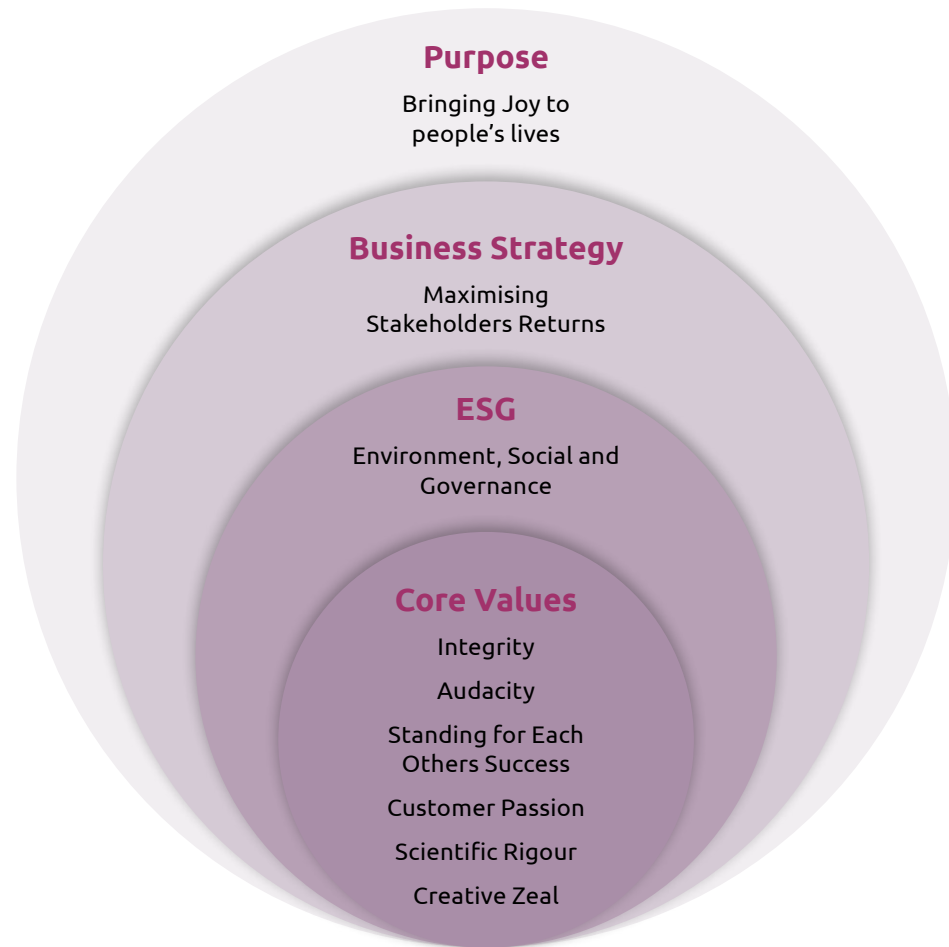 Purpose
Bringing Joy to
people's lives
Business Strategy
Maximising
Stakeholders Returns
ESG
Environment, Social and
Governance
Core Values
Integrity
Audacity
Standing for Each
Others Success
Customer Passion
Scientific Rigour
Creative Zeal